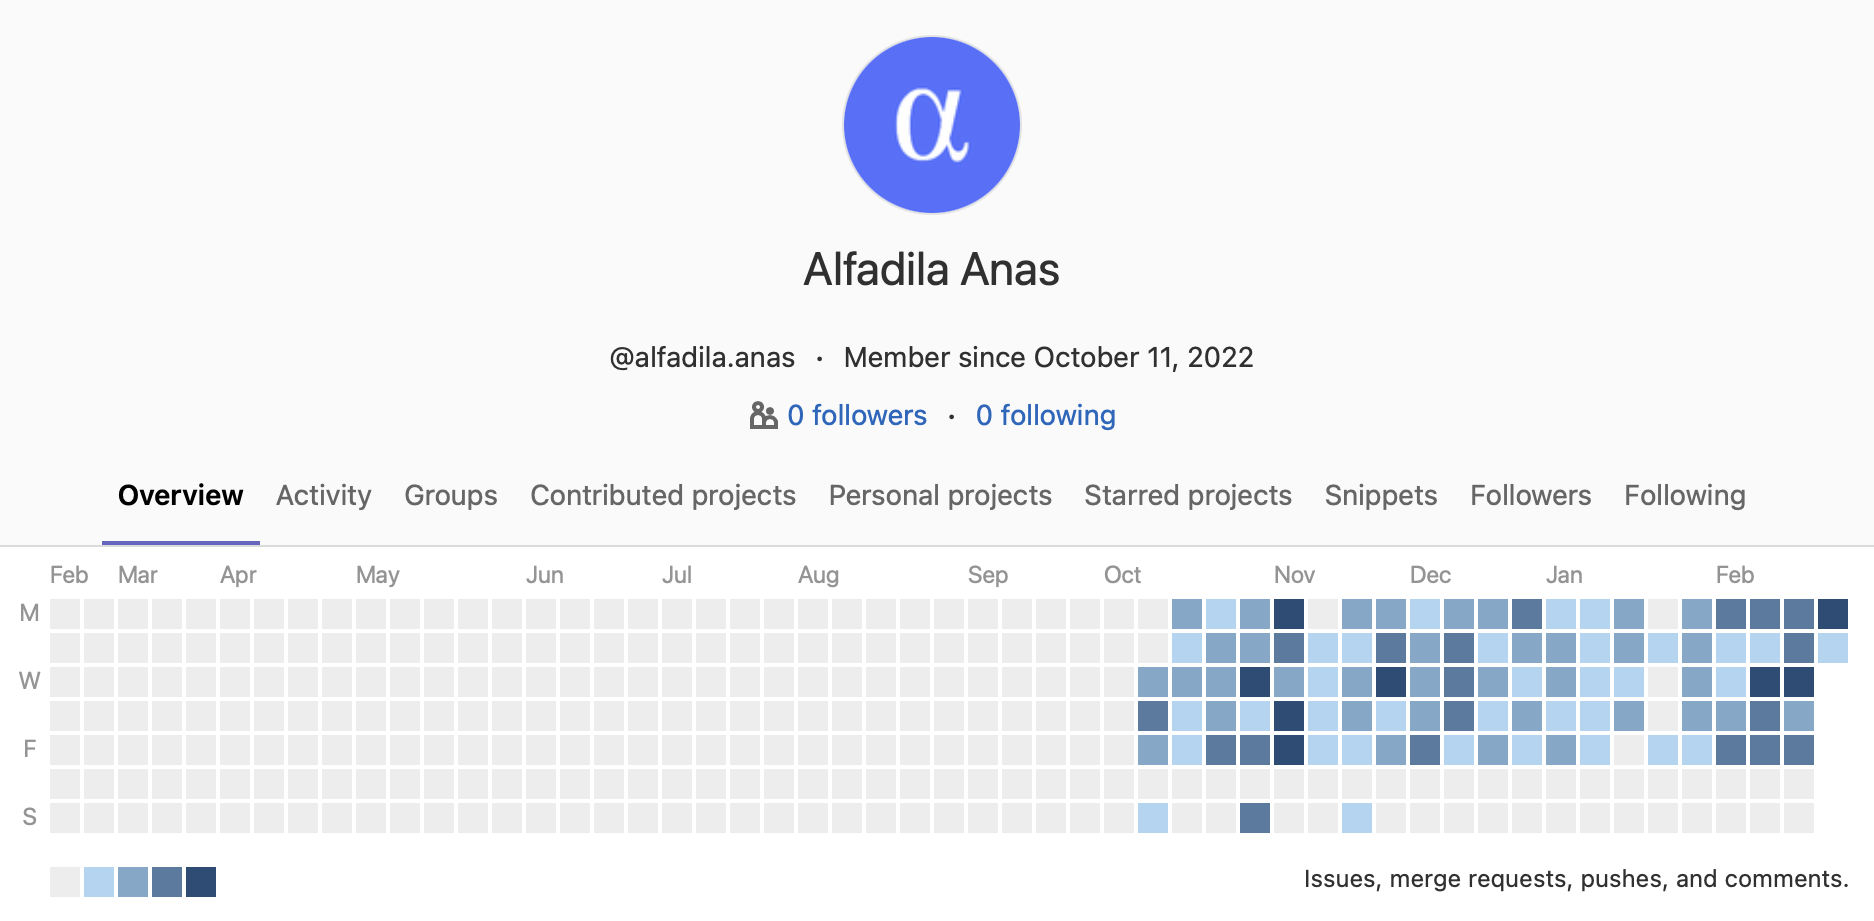 α
Alfadila Anas
@alfadila.anas · Member since October 11, 2022
0 followers · 0 following
Overview Activity Groups Contributed projects Personal projects Starred projects Snippets Followers Following
Feb Mar Apr May Jun Jul Aug Sep Oct Nov Dec Jan Feb
M
W
F
S
Issues, merge requests, pushes, and comments.